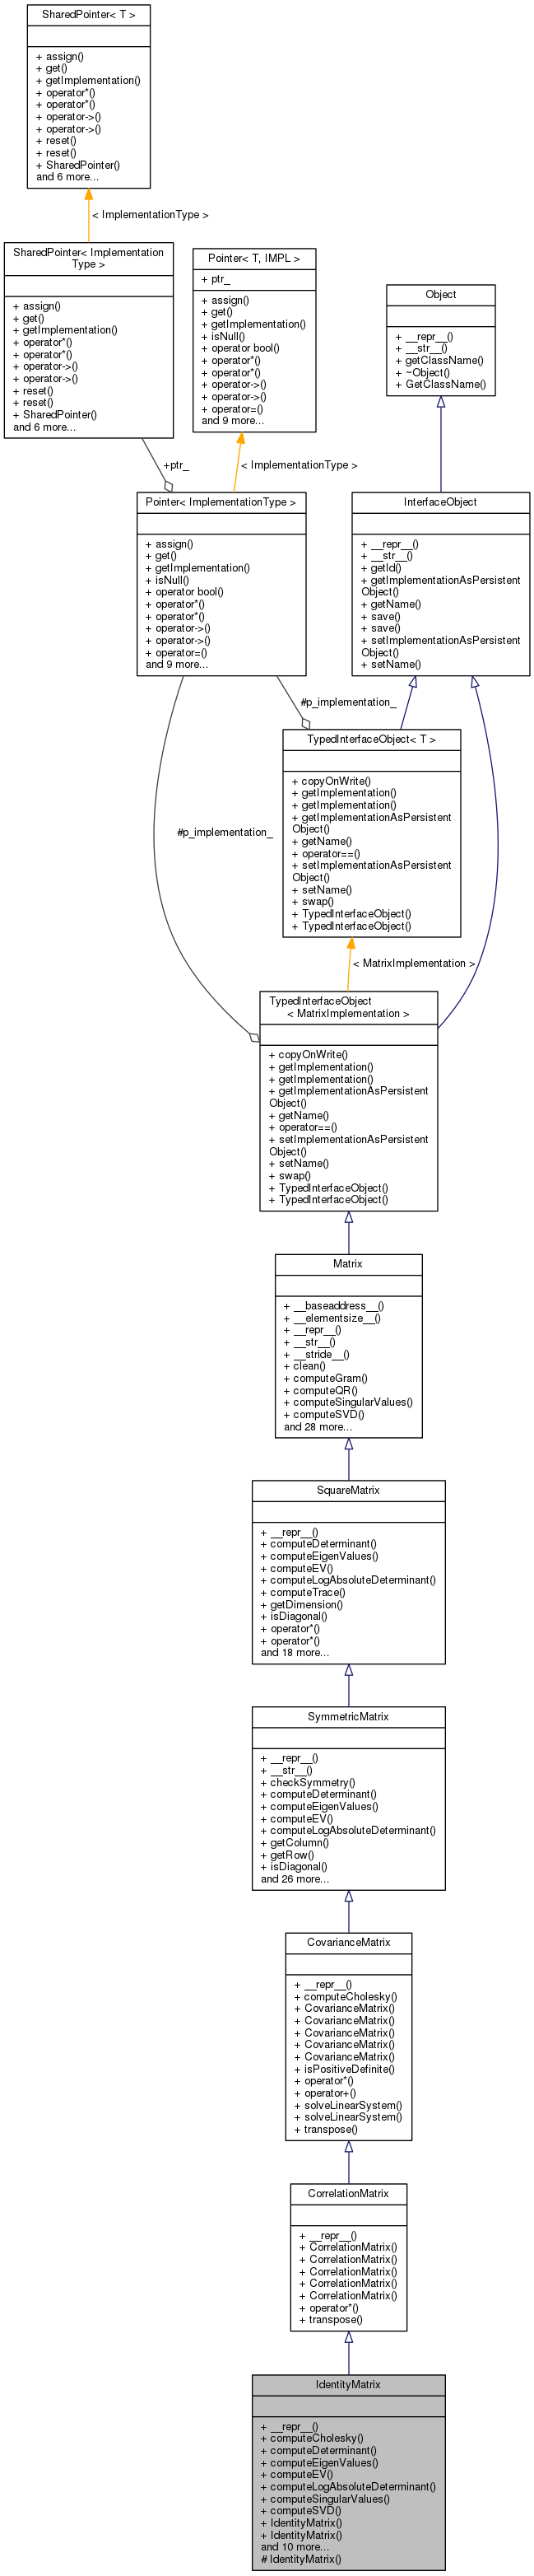 SharedPointer< T >
+ assign()
+ get()
+ getImplementation()
+ operator*()
+ operator*()
+ operator->()
+ operator->()
+ reset()
+ reset()
+ SharedPointer()
and 6 more...
< ImplementationType >
SharedPointer< Implementation
Type >
+ assign()
+ get()
+ getImplementation()
+ operator*()
+ operator*()
+ operator->()
+ operator->()
+ reset()
+ reset()
+ SharedPointer()
and 6 more...
Pointer< T, IMPL >
+ ptr_
+ assign()
+ get()
+ getImplementation()
+ isNull()
+ operator bool()
+ operator*()
+ operator*()
+ operator->()
+ operator->()
+ operator=()
and 9 more...
Object
+ __repr__()
+ __str__()
+ getClassName()
+ ~Object()
+ GetClassName()
+ptr_
< ImplementationType >
Pointer< ImplementationType >
+ assign()
+ get()
+ getImplementation()
+ isNull()
+ operator bool()
+ operator*()
+ operator*()
+ operator->()
+ operator->()
+ operator=()
and 9 more...
InterfaceObject
+ __repr__()
+ __str__()
+ getId()
+ getImplementationAsPersistent
Object()
+ getName()
+ save()
+ save()
+ setImplementationAsPersistent
Object()
+ setName()
#p_implementation_
TypedInterfaceObject< T >
+ copyOnWrite()
+ getImplementation()
+ getImplementation()
+ getImplementationAsPersistent
Object()
+ getName()
+ operator==()
+ setImplementationAsPersistent
Object()
+ setName()
+ swap()
+ TypedInterfaceObject()
+ TypedInterfaceObject()
#p_implementation_
< MatrixImplementation >
TypedInterfaceObject
< MatrixImplementation >
+ copyOnWrite()
+ getImplementation()
+ getImplementation()
+ getImplementationAsPersistent
Object()
+ getName()
+ operator==()
+ setImplementationAsPersistent
Object()
+ setName()
+ swap()
+ TypedInterfaceObject()
+ TypedInterfaceObject()
Matrix
+ __baseaddress__()
+ __elementsize__()
+ __repr__()
+ __str__()
+ __stride__()
+ clean()
+ computeGram()
+ computeQR()
+ computeSingularValues()
+ computeSVD()
and 28 more...
SquareMatrix
+ __repr__()
+ computeDeterminant()
+ computeEigenValues()
+ computeEV()
+ computeLogAbsoluteDeterminant()
+ computeTrace()
+ getDimension()
+ isDiagonal()
+ operator*()
+ operator*()
and 18 more...
SymmetricMatrix
+ __repr__()
+ __str__()
+ checkSymmetry()
+ computeDeterminant()
+ computeEigenValues()
+ computeEV()
+ computeLogAbsoluteDeterminant()
+ getColumn()
+ getRow()
+ isDiagonal()
and 26 more...
CovarianceMatrix
+ __repr__()
+ computeCholesky()
+ CovarianceMatrix()
+ CovarianceMatrix()
+ CovarianceMatrix()
+ CovarianceMatrix()
+ CovarianceMatrix()
+ isPositiveDefinite()
+ operator*()
+ operator+()
+ solveLinearSystem()
+ solveLinearSystem()
+ transpose()
CorrelationMatrix
+ __repr__()
+ CorrelationMatrix()
+ CorrelationMatrix()
+ CorrelationMatrix()
+ CorrelationMatrix()
+ CorrelationMatrix()
+ operator*()
+ transpose()
IdentityMatrix
+ __repr__()
+ computeCholesky()
+ computeDeterminant()
+ computeEigenValues()
+ computeEV()
+ computeLogAbsoluteDeterminant()
+ computeSingularValues()
+ computeSVD()
+ IdentityMatrix()
+ IdentityMatrix()
and 10 more...
# IdentityMatrix()